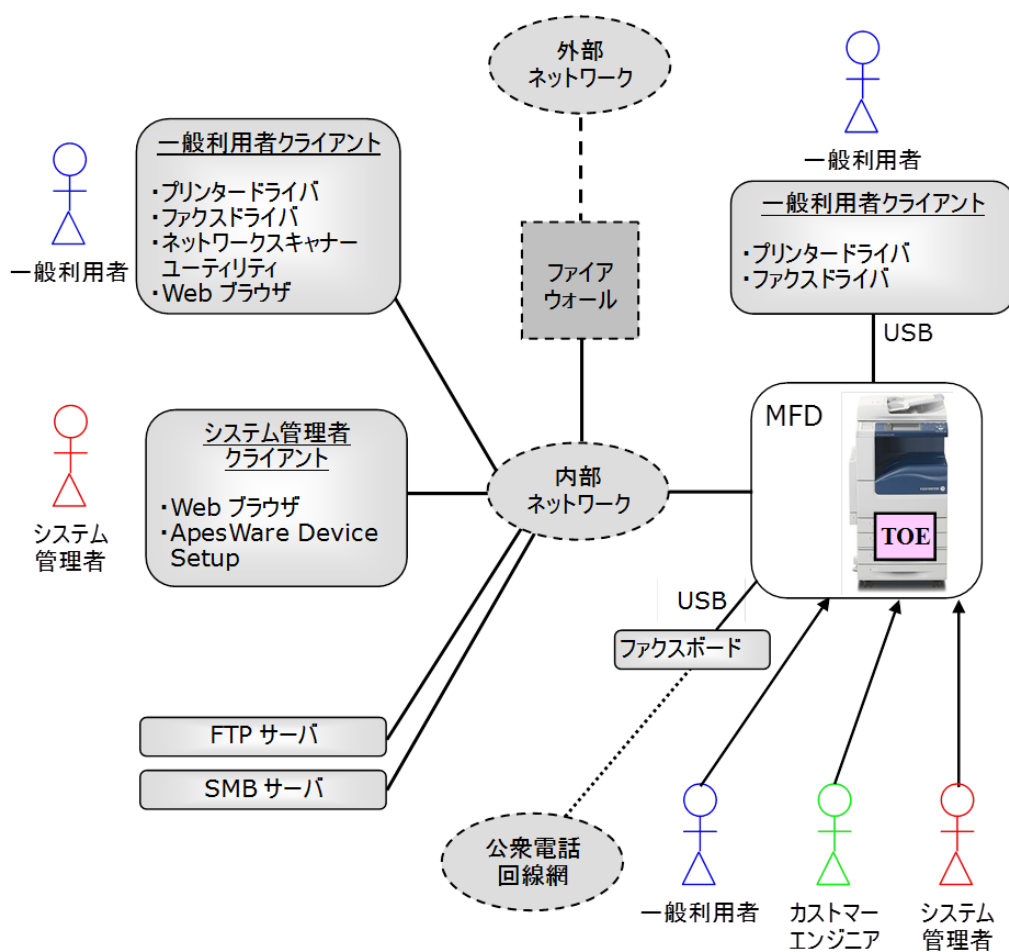 外部
ネットワーク
一般利用者
一般利用者クライアント
・プリンタードライバ
・ファクスドライバ
・ネットワークスキャナー
ユーティリティ
・Web ブラウザ
一般利用者
ファイア
ウォール
一般利用者クライアント
・プリンタードライバ
・ファクスドライバ
USB
システム管理者
クライアント
・Web ブラウザ
・ApesWare Device
Setup
システム
管理者
内部
ネットワーク
MFD
TOE
USB
ファクスボード
FTP サーバ
SMB サーバ
公衆電話
回線網
一般利用者
カストマー
エンジニア
システム
管理者